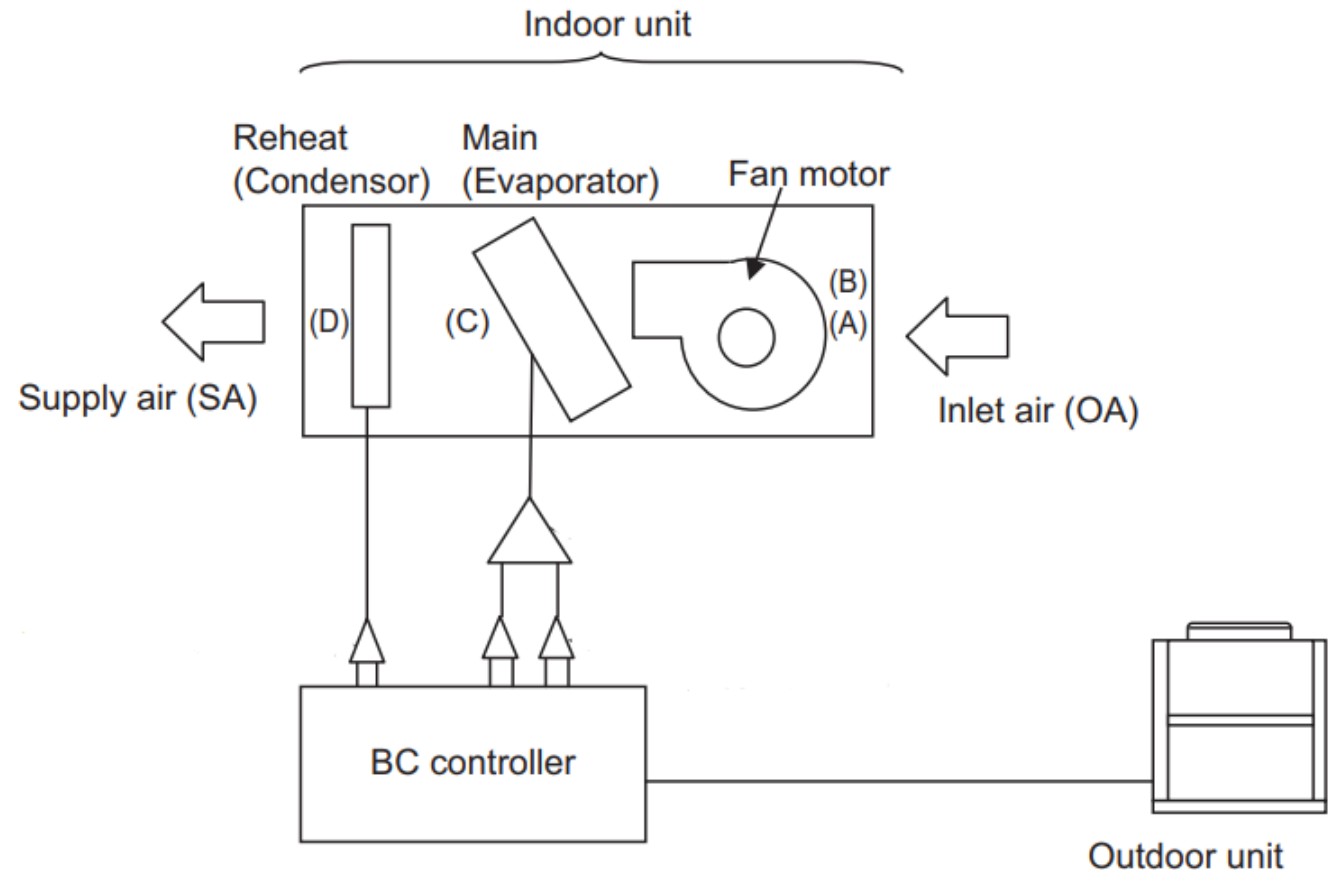 Indoor unit
Reheat
(Condensor)
Main
(Evaporator)
Fan motor
(B)
(A)
(C)
(D)
Supply air (SA)
Inlet air (OA)
BC controller
Outdoor unit